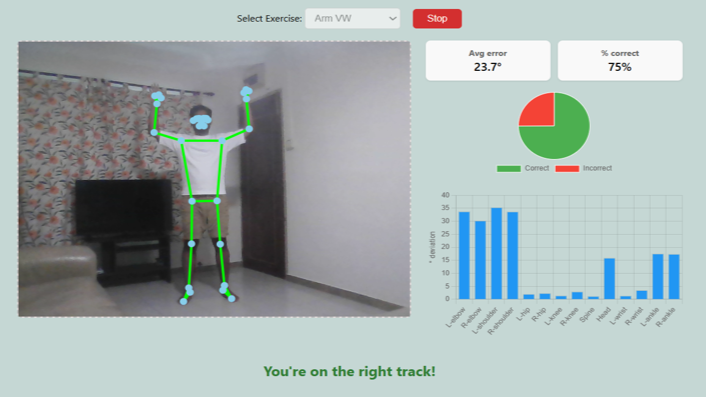 Select Exercise: Arm VW Stop
Avg error
23.7°
% correct
75%
Correct Incorrect
40
35
30
25
20
15
10
5
0
° deviation
L-elbow
R-elbow
L-shoulder
R-shoulder
L-hip
R-hip
L-knee
R-knee
Spine
Head
L-wrist
R-wrist
L-ankle
R-ankle
You're on the right track!